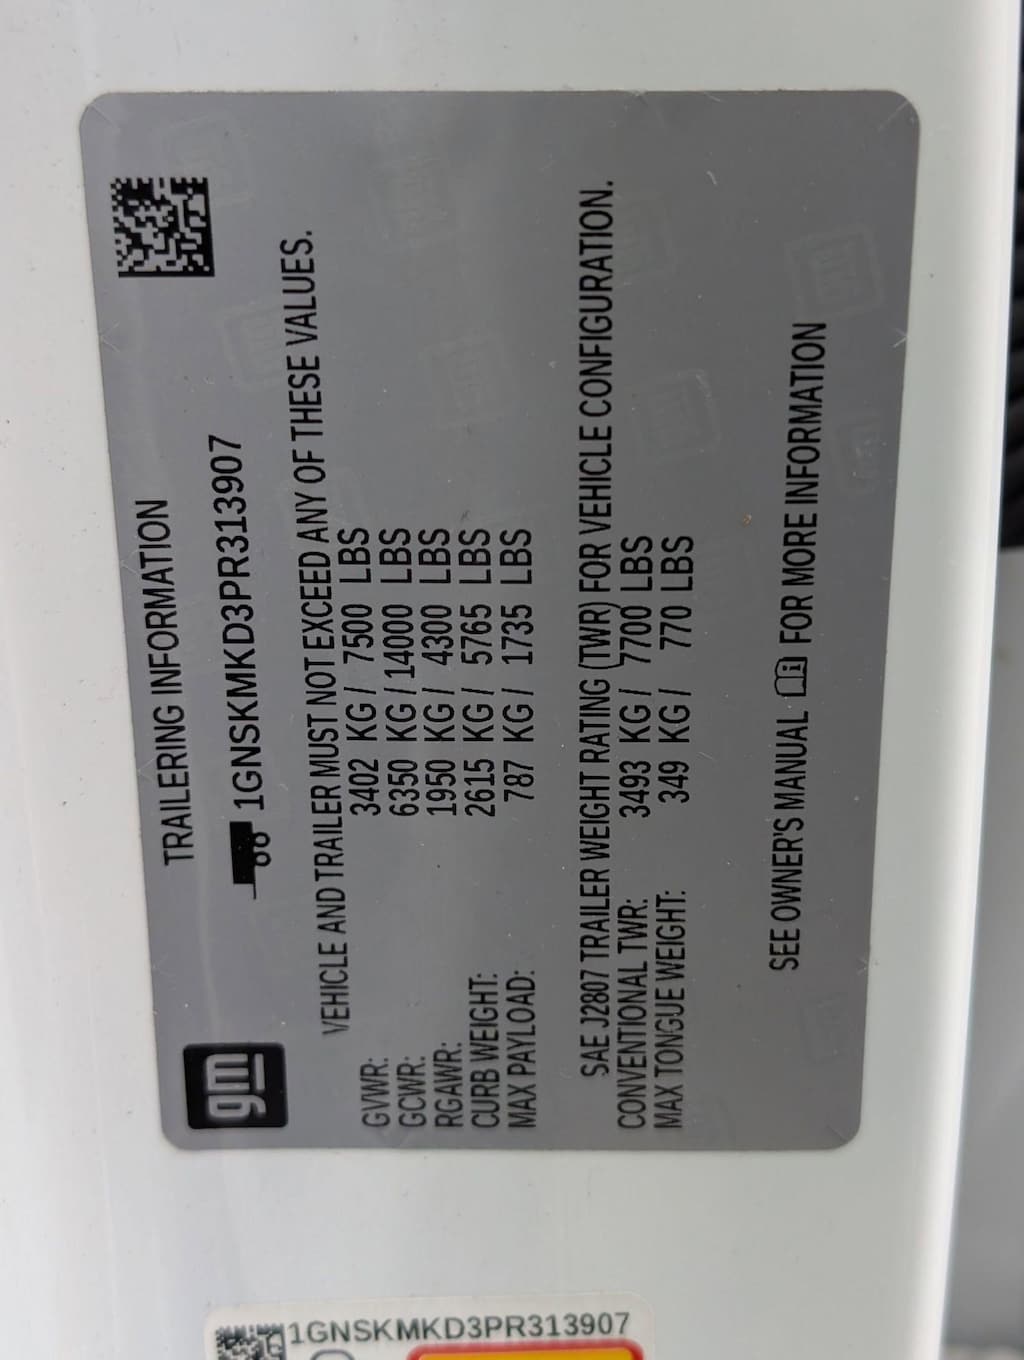 gm
TRAILERING INFORMATION
1GNSKMKD3PR313907
VEHICLE AND TRAILER MUST NOT EXCEED ANY OF THESE VALUES.
GVWR: 3402 KG / 7500 LBS
GCWR: 6350 KG / 14000 LBS
RGAWR: 1950 KG / 4300 LBS
CURB WEIGHT: 2615 KG / 5765 LBS
MAX PAYLOAD: 787 KG / 1735 LBS
SAE J2807 TRAILER WEIGHT RATING (TWR) FOR VEHICLE CONFIGURATION.
CONVENTIONAL TWR: 3493 KG / 7700 LBS
MAX TONGUE WEIGHT: 349 KG / 770 LBS
SEE OWNER'S MANUAL FOR MORE INFORMATION
1GNSKMKD3PR313907